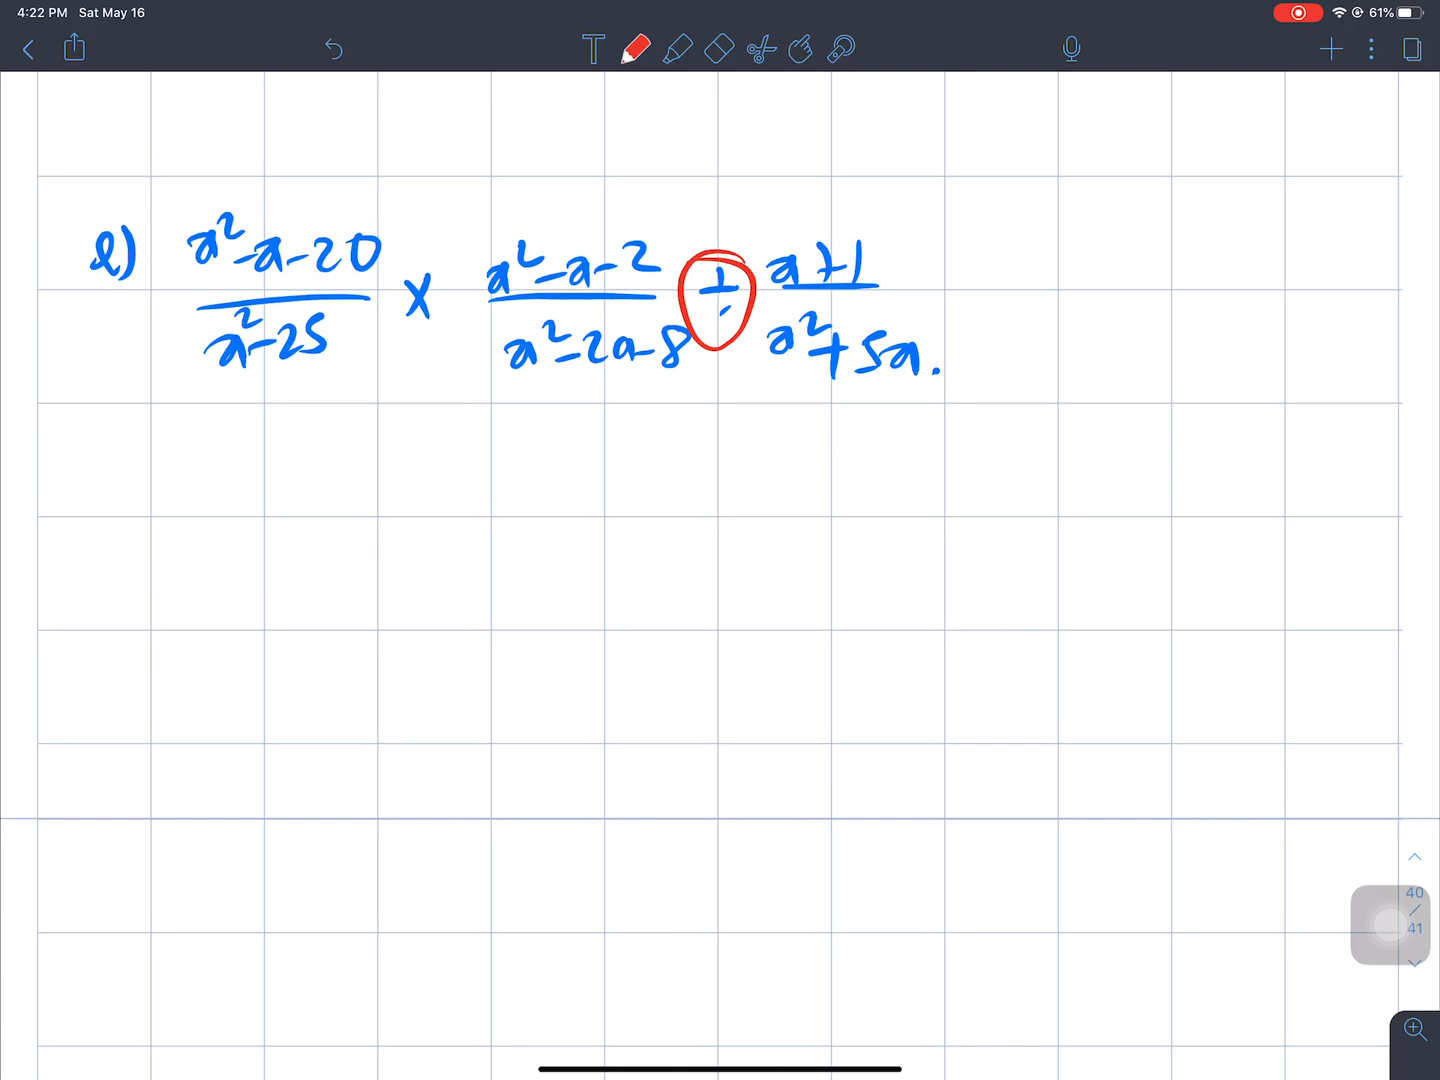 4:22 PM Sat May 16
61%
l) a² - a - 20 / a² - 25 × a² - a - 2 / a² - 2a - 8 ÷ a + 1 / a² + 5a.
40
/
41